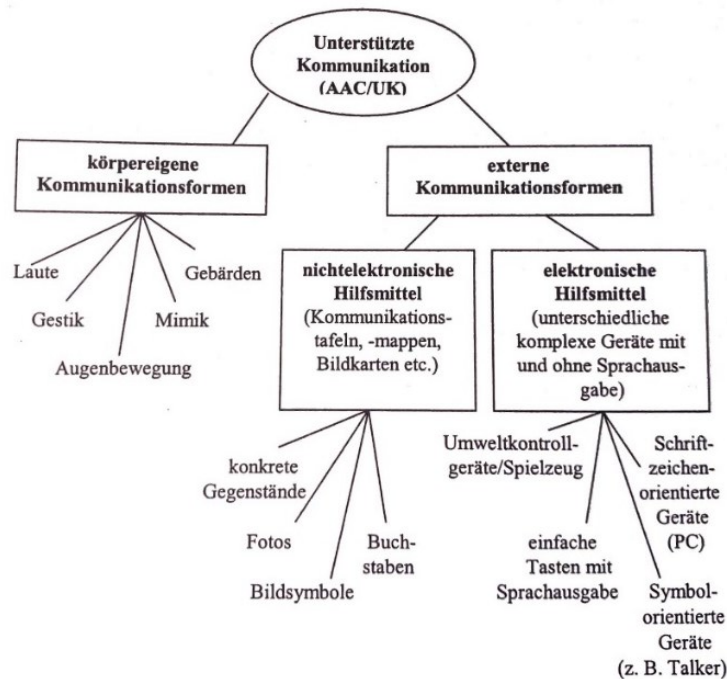 Unterstützte
Kommunikation
(AAC/UK)
körpereigene
Kommunikationsformen
externe
Kommunikationsformen
Laute
Gebärden
Gestik
Mimik
Augenbewegung
nichtelektronische
Hilfsmittel
(Kommunikations-
tafeln, -mappen,
Bildkarten etc.)
elektronische
Hilfsmittel
(unterschiedliche
komplexe Geräte mit
und ohne Sprachaus-
gabe)
konkrete
Gegenstände
Fotos
Bildsymbole
Buch-
staben
Umweltkontroll-
geräte/Spielzeug
einfache
Tasten mit
Sprachausgabe
Schrift-
zeichen-
orientierte
Geräte
(PC)
Symbol-
orientierte
Geräte
(z. B. Talker)